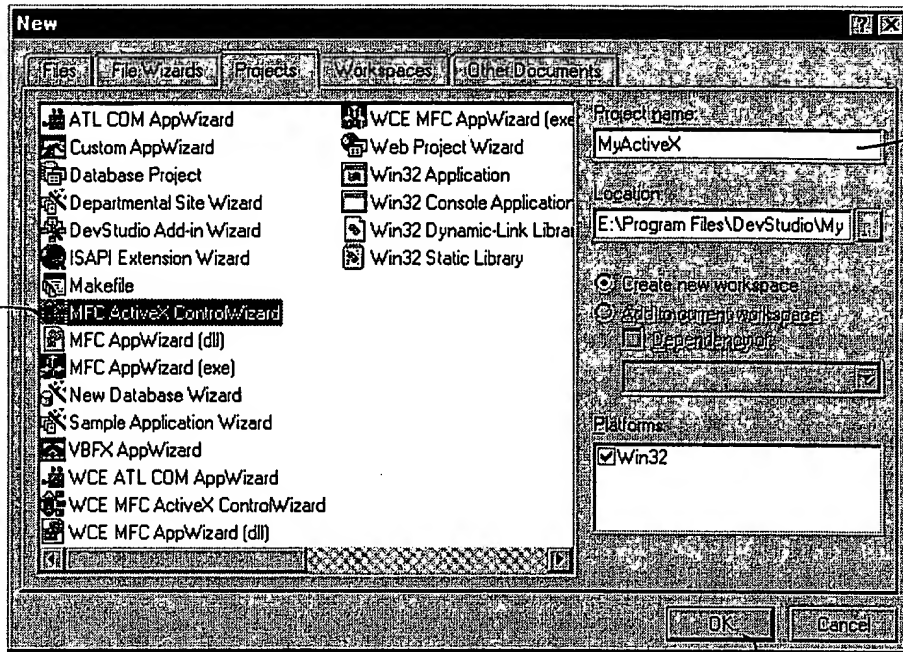 New
Files
File Wizards
Projects
Workspaces
Other Documents
ATL COM AppWizard
Custom AppWizard
Database Project
Departmental Site Wizard
DevStudio Add-in Wizard
ISAPI Extension Wizard
Makefile
MFC ActiveX ControlWizard
MFC AppWizard (dll)
MFC AppWizard (exe)
New Database Wizard
Sample Application Wizard
VBFX AppWizard
WCE ATL COM AppWizard
WCE MFC ActiveX ControlWizard
WCE MFC AppWizard (dll)
WCE MFC AppWizard (exe
Web Project Wizard
Win32 Application
Win32 Console Application
Win32 Dynamic-Link Librar
Win32 Static Library
Project name:
MyActiveX
Location:
E:\Program Files\DevStudio\My
...
Create new workspace
Add to current workspace
Dependency of:
Platforms:
Win32
OK
Cancel